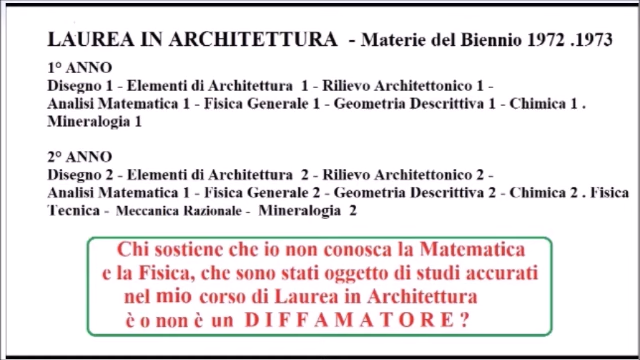 LAUREA IN ARCHITETTURA - Materie del Biennio 1972 .1973
1° ANNO
Disegno 1 - Elementi di Architettura 1 - Rilievo Architettonico 1 -
Analisi Matematica 1 - Fisica Generale 1 - Geometria Descrittiva 1 - Chimica 1 .
Mineralogia 1
2° ANNO
Disegno 2 - Elementi di Architettura 2 - Rilievo Architettonico 2 -
Analisi Matematica 1 - Fisica Generale 2 - Geometria Descrittiva 2 - Chimica 2 . Fisica
Tecnica - Meccanica Razionale - Mineralogia 2
Chi sostiene che io non conosca la Matematica
e la Fisica, che sono stati oggetto di studi accurati
nel mio corso di Laurea in Architettura
è o non è un D I F F A M A T O R E ?